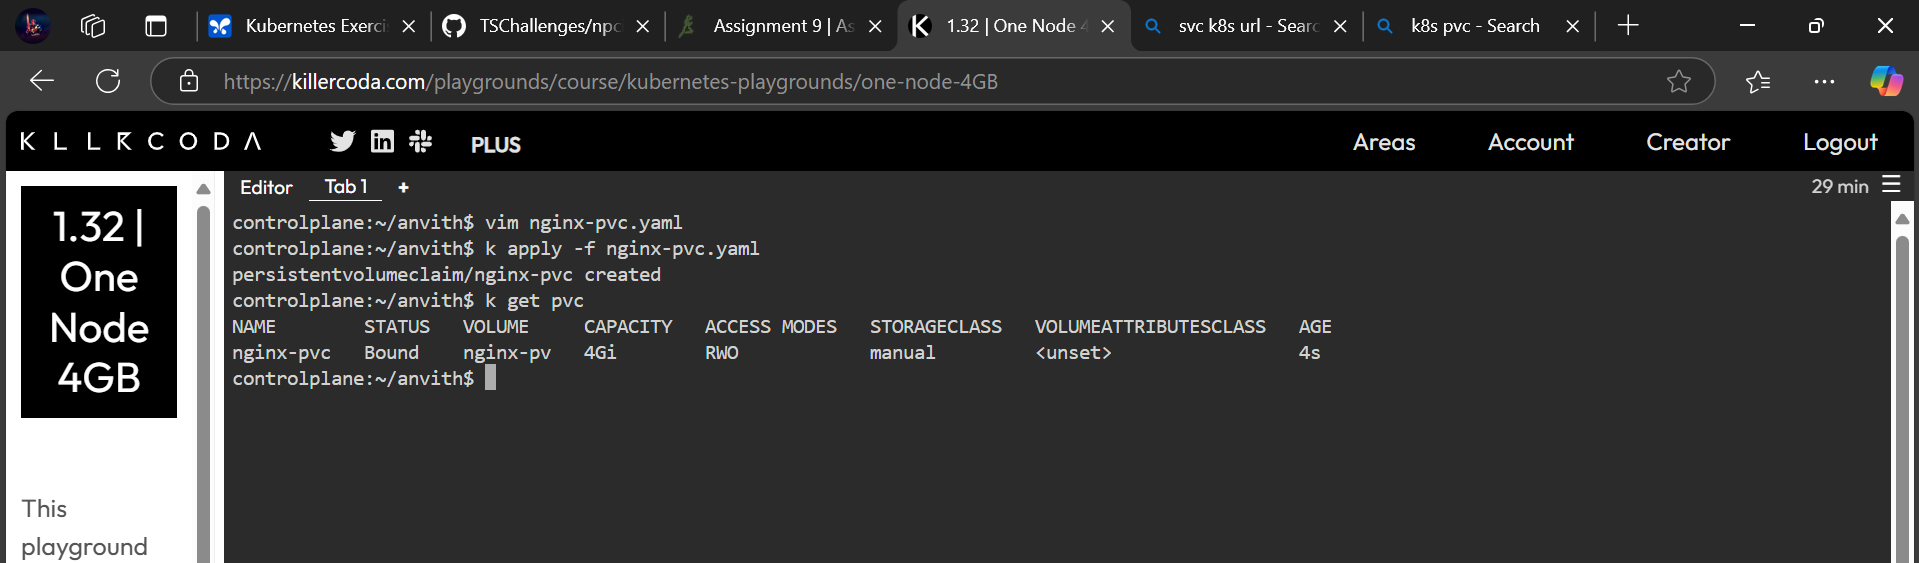 Kubernetes Exerci
TSChallenges/npc
Assignment 9 | As
1.32 | One Node 4
svc k8s url - Searc
k8s pvc - Search
https://killercoda.com/playgrounds/course/kubernetes-playgrounds/one-node-4GB
KLLRCODA
PLUS
Areas
Account
Creator
Logout
Editor
Tab 1
+
29 min
1.32 |
One
Node
4GB
This
playground
controlplane:~/anvith$ vim nginx-pvc.yaml
controlplane:~/anvith$ k apply -f nginx-pvc.yaml
persistentvolumeclaim/nginx-pvc created
controlplane:~/anvith$ k get pvc
NAME STATUS VOLUME CAPACITY ACCESS MODES STORAGECLASS VOLUMEATTRIBUTESCLASS AGE
nginx-pvc Bound nginx-pv 4Gi RWO manual <unset> 4s
controlplane:~/anvith$